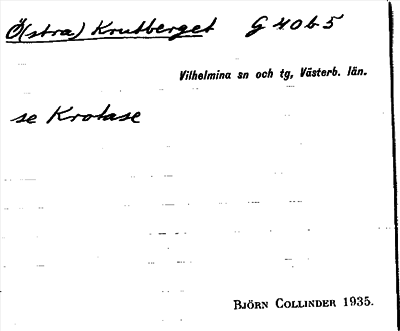 Ö(stra) Krutberget G 40 b 5
Vilhelmina sn och tg, Västerb. län.
se Krotase
BJÖRN COLLINDER 1935.